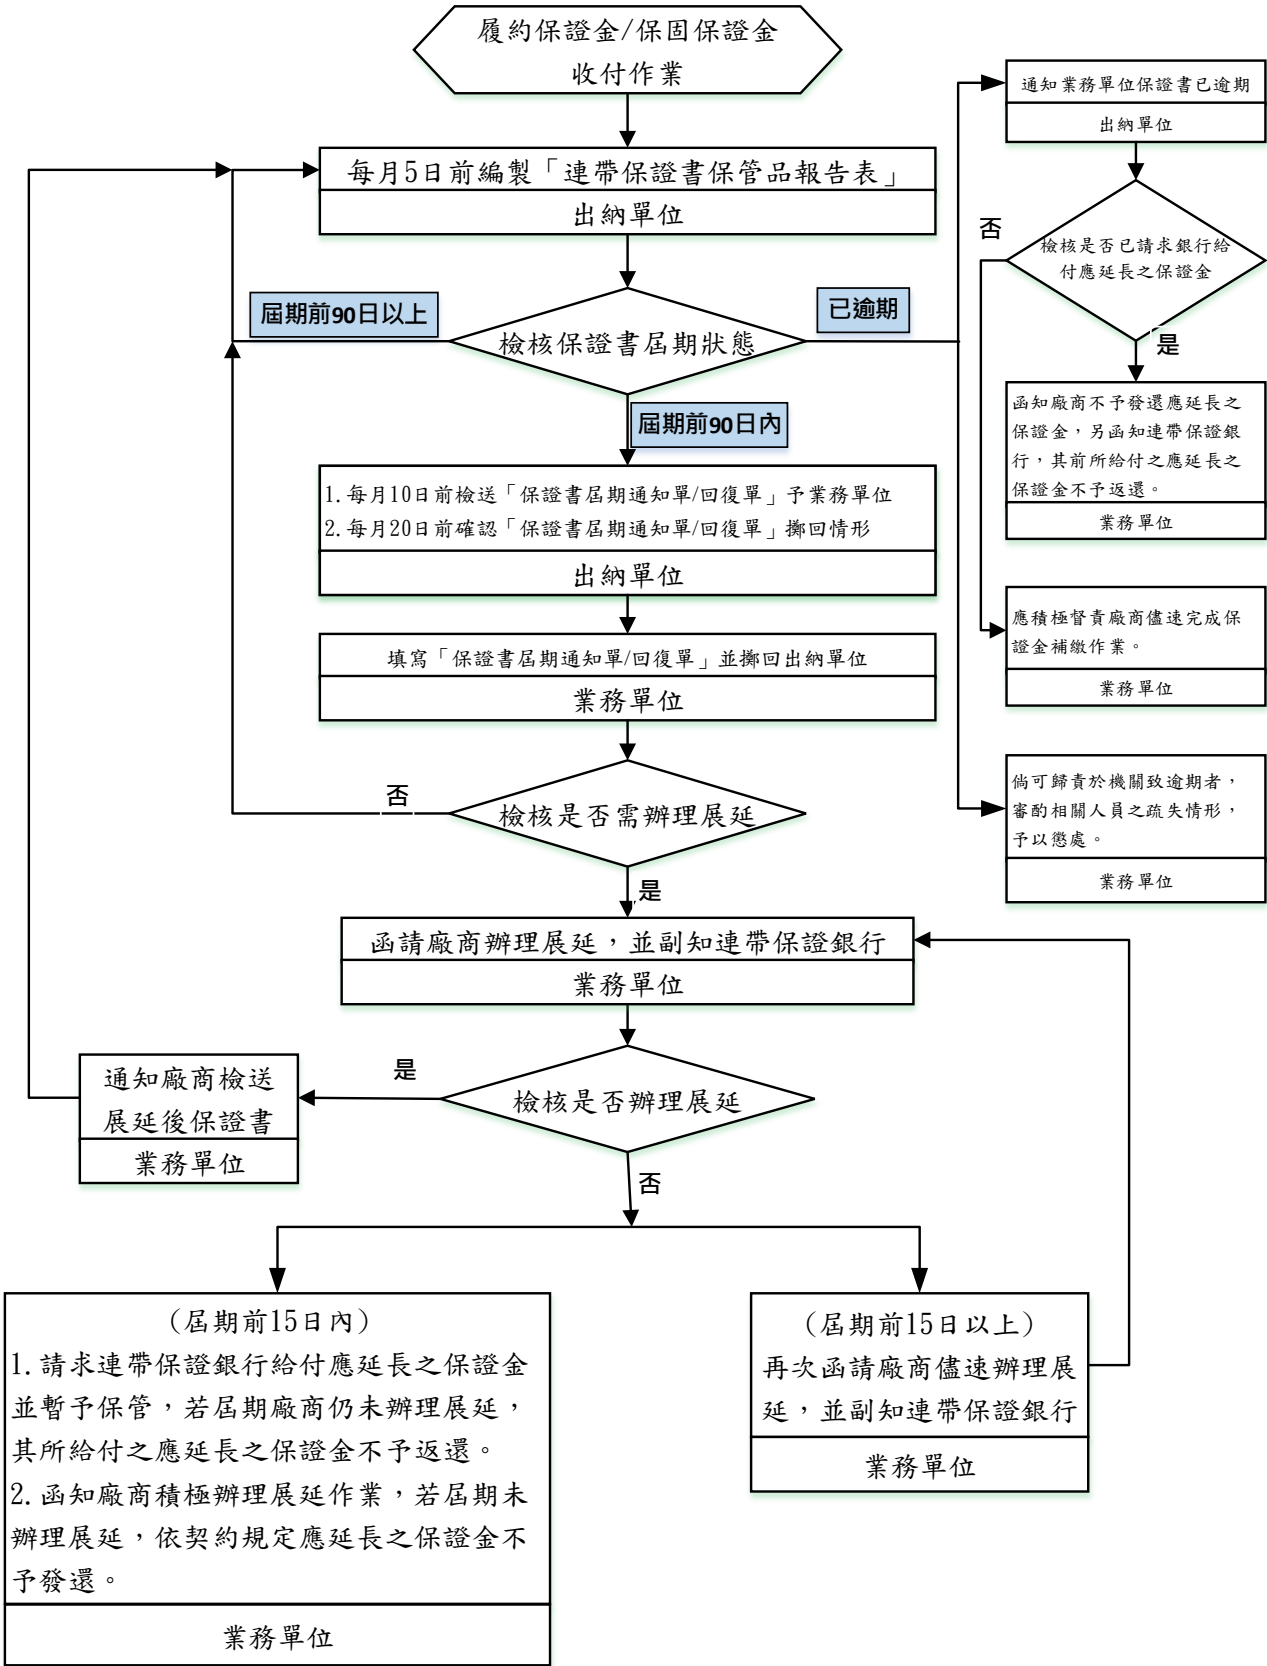 履約保證金/保固保證金
收付作業
每月5日前編製「連帶保證書保管品報告表」
出納單位
屆期前90日以上
檢核保證書屆期狀態
已逾期
屆期前90日內
1.每月10日前檢送「保證書屆期通知單/回復單」予業務單位
2.每月20日前確認「保證書屆期通知單/回復單」擲回情形
出納單位
填寫「保證書屆期通知單/回復單」並擲回出納單位
業務單位
否
檢核是否需辦理展延
是
函請廠商辦理展延，並副知連帶保證銀行
業務單位
是
檢核是否辦理展延
否
通知廠商檢送
展延後保證書
業務單位
(屆期前15日內)
1.請求連帶保證銀行給付應延長之保證金
並暫予保管，若屆期廠商仍未辦理展延，
其所給付之應延長之保證金不予返還。
2.函知廠商積極辦理展延作業，若屆期未
辦理展延，依契約規定應延長之保證金不
予發還。
業務單位
(屆期前15日以上)
再次函請廠商儘速辦理展
延，並副知連帶保證銀行
業務單位
通知業務單位保證書已逾期
出納單位
否
檢核是否已請求銀行給
付應延長之保證金
是
函知廠商不予發還應延長之
保證金，另函知連帶保證銀
行，其前所給付之應延長之
保證金不予返還。
業務單位
應積極督責廠商儘速完成保
證金補繳作業。
業務單位
倘可歸責於機關致逾期者，
審酌相關人員之疏失情形，
予以懲處。
業務單位